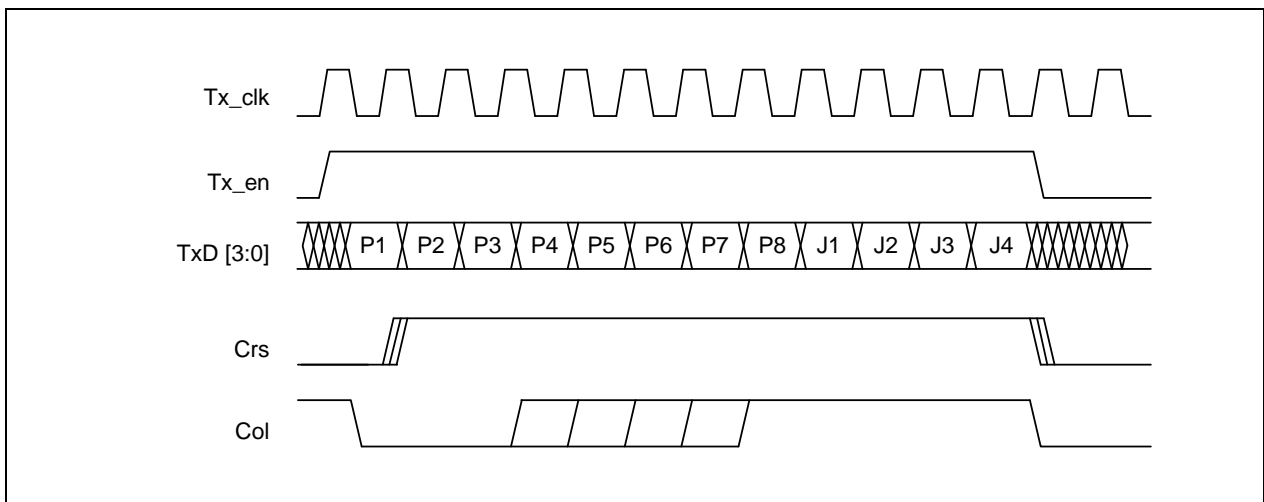 Tx_clk
Tx_en
TxD [3:0]
P1 P2 P3 P4 P5 P6 P7 P8 J1 J2 J3 J4
Crs
Col